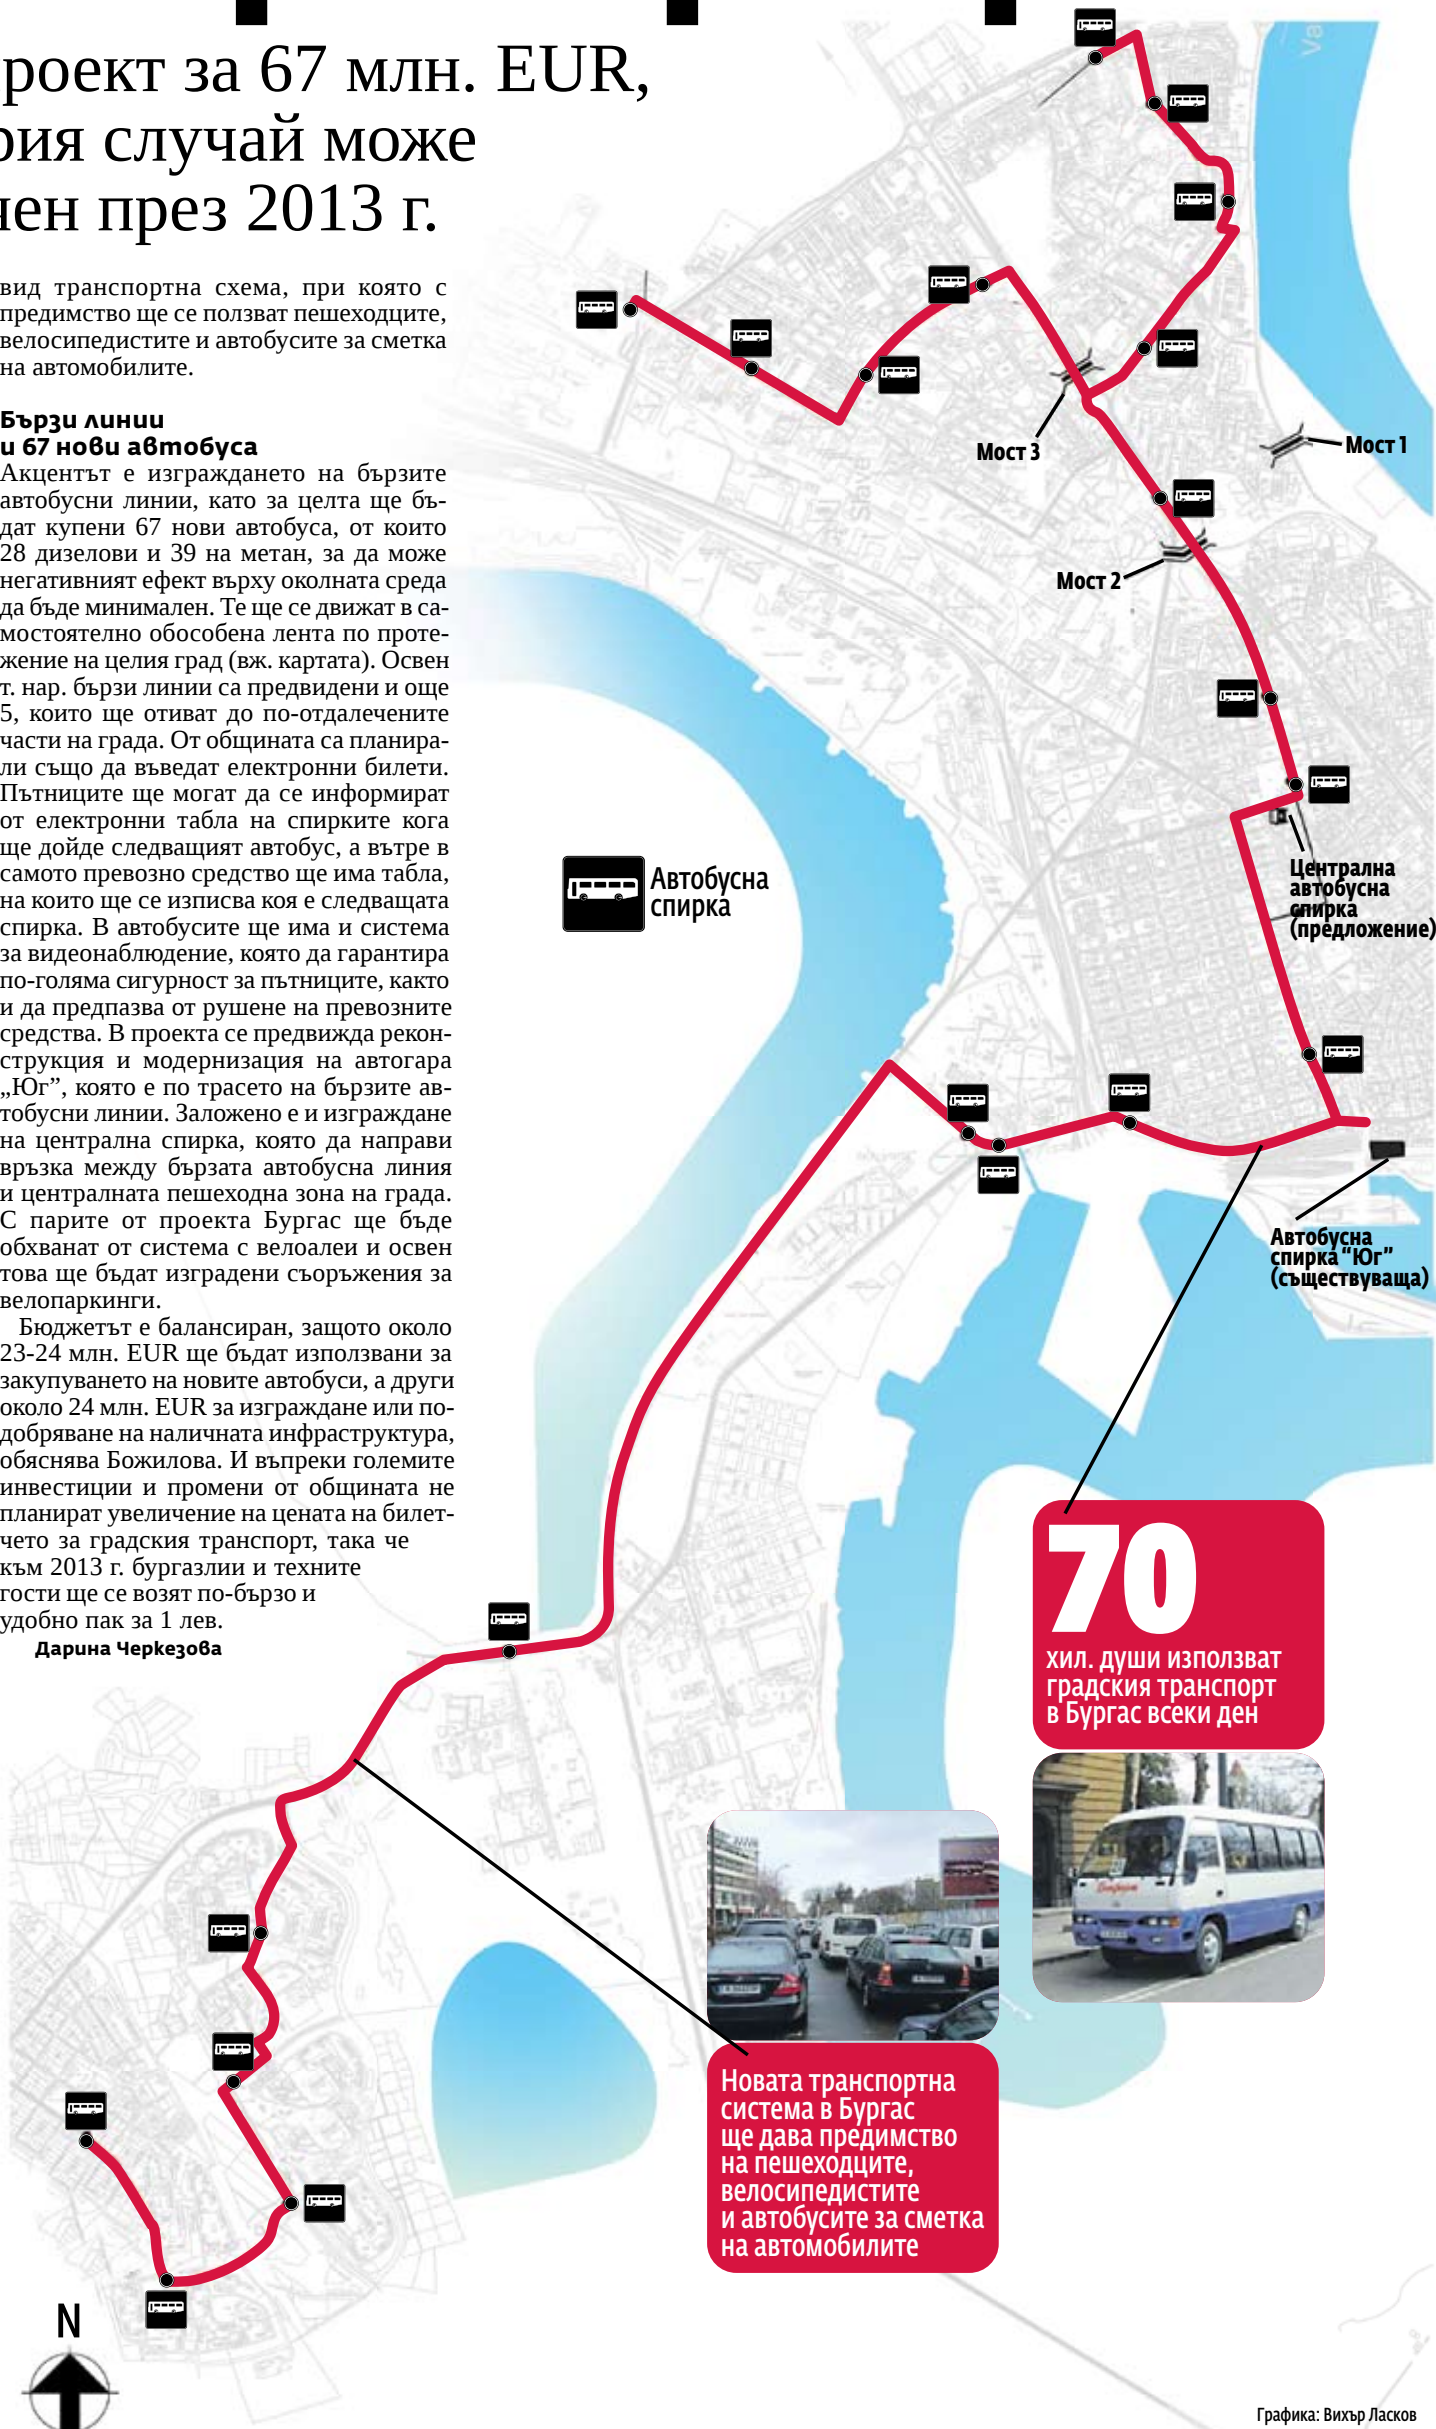 роект за 67 млн. EUR,
рия случай може
чен през 2013 г.
вид транспортна схема, при която с
предимство ще се ползват пешеходците,
велосипедистите и автобусите за сметка
на автомобилите.
Бързи линии
и 67 нови автобуса
Акцентът е изграждането на бързите
автобусни линии, като за целта ще бъ-
дат купени 67 нови автобуса, от които
28 дизелови и 39 на метан, за да може
негативният ефект върху околната среда
да бъде минимален. Те ще се движат в са-
мостоятелно обособена лента по проте-
жение на целия град (вж. картата). Освен
т. нар. бързи линии са предвидени и още
5, които ще отиват до по-отдалечените
части на града. От общината са планира-
ли също да въведат електронни билети.
Пътниците ще могат да се информират
от електронни табла на спирките кога
ще дойде следващият автобус, а вътре в
самото превозно средство ще има табла,
на които ще се изписва коя е следващата
спирка. В автобусите ще има и система
за видеонаблюдение, която да гарантира
по-голяма сигурност за пътниците, както
и да предпазва от рушене на превозните
средства. В проекта се предвижда рекон-
струкция и модернизация на автогара
„Юг”, която е по трасето на бързите ав-
тобусни линии. Заложено е и изграждане
на централна спирка, която да направи
връзка между бързата автобусна линия
и централната пешеходна зона на града.
С парите от проекта Бургас ще бъде
обхванат от система с велоалеи и освен
това ще бъдат изградени съоръжения за
велопаркинги.
Бюджетът е балансиран, защото около
23-24 млн. EUR ще бъдат използвани за
закупуването на новите автобуси, а други
около 24 млн. EUR за изграждане или по-
добряване на наличната инфраструктура,
обяснява Божилова. И въпреки големите
инвестиции и промени от общината не
планират увеличение на цената на билет-
чето за градския транспорт, така че
към 2013 г. бургазлии и техните
гости ще се возят по-бързо и
удобно пак за 1 лев.
Дарина Черкезова
Мост 3
Мост 1
Мост 2
Автобусна
спирка
Централна
автобусна
спирка
(предложение)
Автобусна
спирка “Юг”
(съществуваща)
70
хил. души използват
градския транспорт
в Бургас всеки ден
Новата транспортна
система в Бургас
ще дава предимство
на пешеходците,
велосипедистите
и автобусите за сметка
на автомобилите
N
Графика: Вихър Ласков